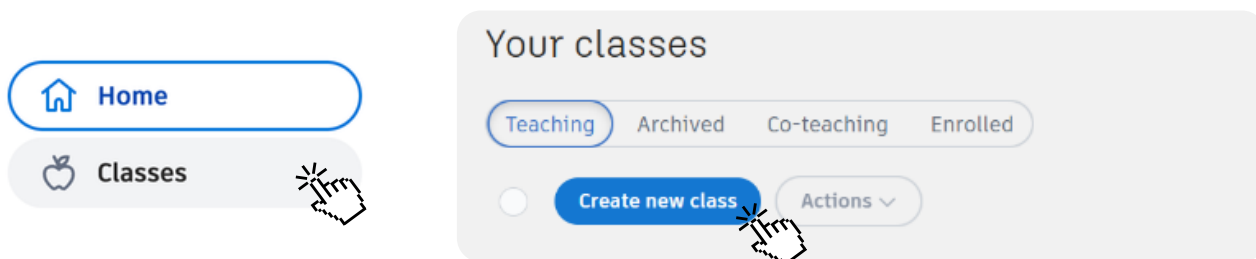 Home
Classes
Your classes
Teaching Archived Co-teaching Enrolled
Create new class Actions